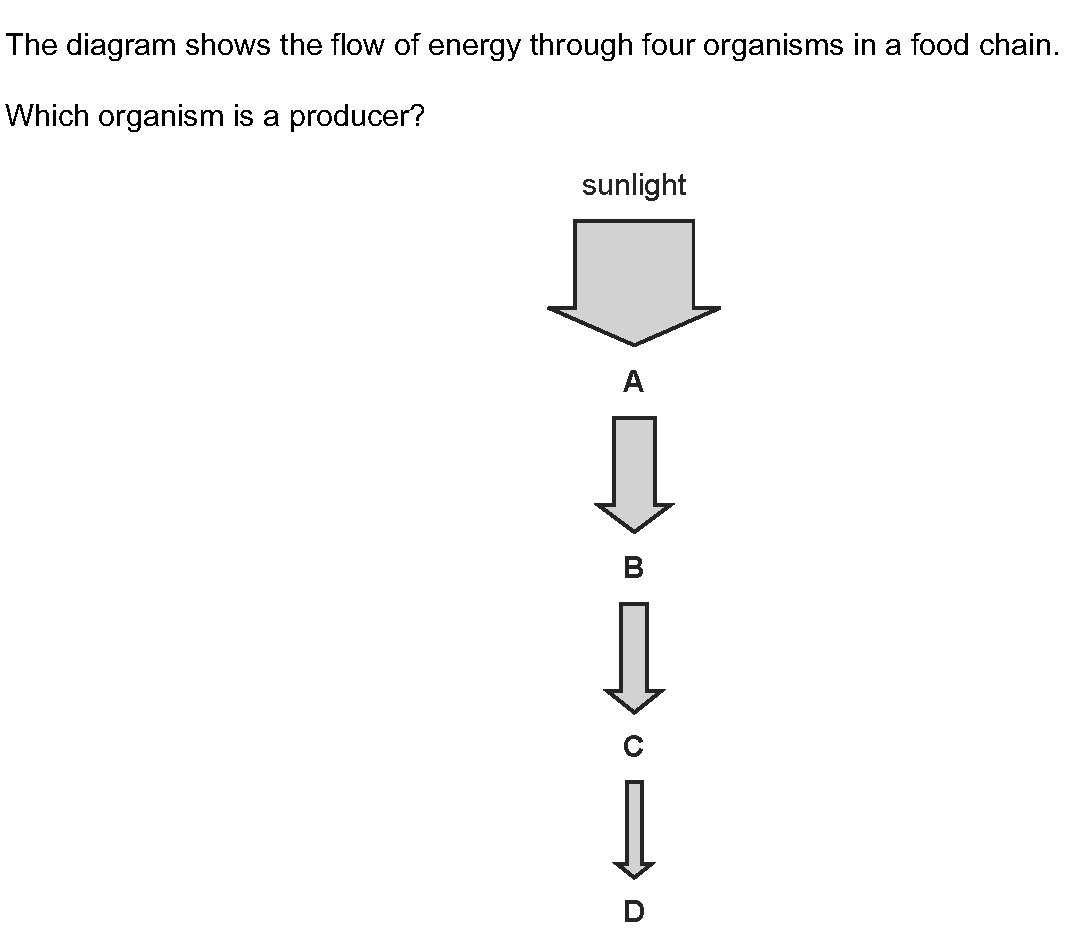 The diagram shows the flow of energy through four organisms in a food chain.
Which organism is a producer?
sunlight
A
B
C
D